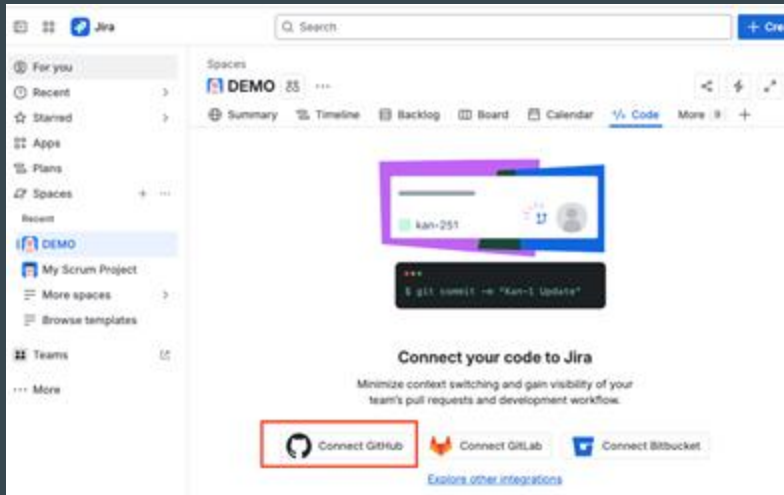 Jira
Search
+ Cre
For you
Recent
Starred
Apps
Plans
Spaces
Recent
DEMO
My Scrum Project
More spaces
Browse templates
Teams
More
Spaces
DEMO
Summary Timeline Backlog Board Calendar Code More 9 +
kan-251
$ git commit -m "Kan-1 Update"
Connect your code to Jira
Minimize context switching and gain visibility of your
team's pull requests and development workflow.
Connect GitHub Connect GitLab Connect Bitbucket
Explore other integrations